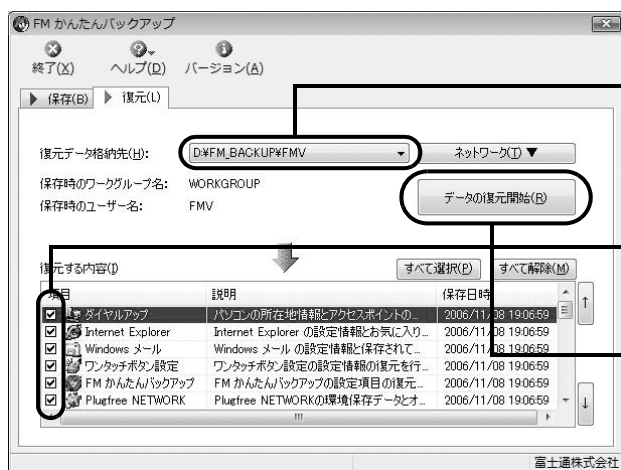 FM かんたんバックアップ
終了(X) ヘルプ(D) バージョン(A)
保存(B) 復元(L)
復元データ格納先(H): D:¥FM_BACKUP¥FMV ネットワーク(T)▼
保存時のワークグループ名: WORKGROUP
保存時のユーザー名: FMV
データの復元開始(R)
復元する内容(I) すべて選択(P) すべて解除(M)
項目 説明 保存日時
ダイヤルアップ パソコンの所在地情報とアクセスポイントの... 2006/11/08 19:06:59
Internet Explorer Internet Explorer の設定情報とお気に入り... 2006/11/08 19:06:59
Windows メール Windows メール の設定情報と保存されて... 2006/11/08 19:06:59
ワンタッチボタン設定 ワンタッチボタン設定の設定情報の復元を行... 2006/11/08 19:06:59
FM かんたんバックアップ FM かんたんバックアップの設定項目の復元... 2006/11/08 19:06:59
Plugfree NETWORK Plugfree NETWORKの環境保存データとオ... 2006/11/08 19:06:59
富士通株式会社